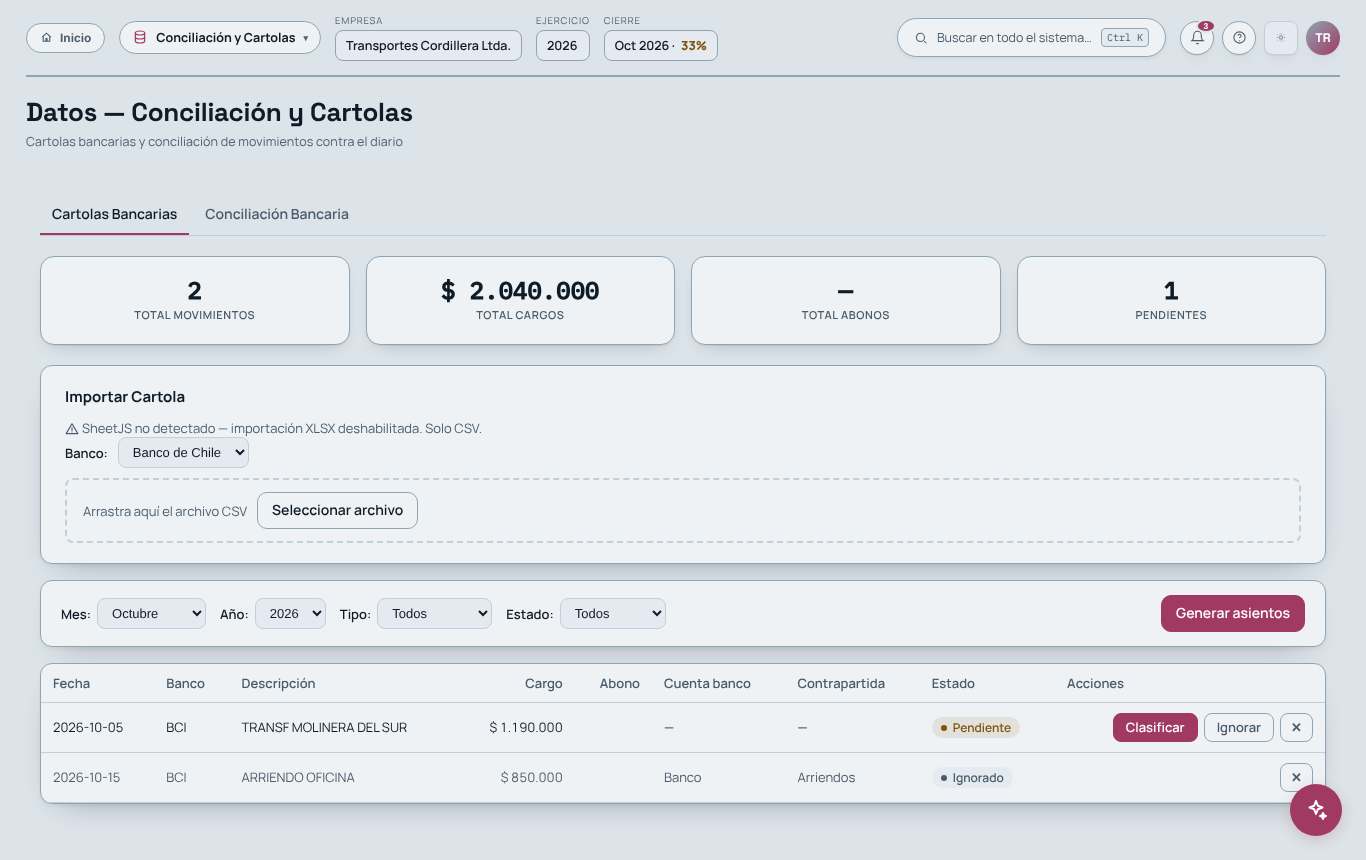 EMPRESA EJERCICIO CIERRE
Inicio Conciliación y Cartolas ▾ Transportes Cordillera Ltda. 2026 Oct 2026 · 33% Buscar en todo el sistema... Ctrl K 3 TR
Datos — Conciliación y Cartolas
Cartolas bancarias y conciliación de movimientos contra el diario
Cartolas Bancarias Conciliación Bancaria
2 $ 2.040.000 — 1
TOTAL MOVIMIENTOS TOTAL CARGOS TOTAL ABONOS PENDIENTES
Importar Cartola
⚠ SheetJS no detectado — importación XLSX deshabilitada. Solo CSV.
Banco: Banco de Chile
Arrastra aquí el archivo CSV Seleccionar archivo
Mes: Octubre Año: 2026 Tipo: Todos Estado: Todos Generar asientos
Fecha Banco Descripción Cargo Abono Cuenta banco Contrapartida Estado Acciones
2026-10-05 BCI TRANSF MOLINERA DEL SUR $ 1.190.000 — — Pendiente Clasificar Ignorar ✕
2026-10-15 BCI ARRIENDO OFICINA $ 850.000 Banco Arriendos Ignorado ✕